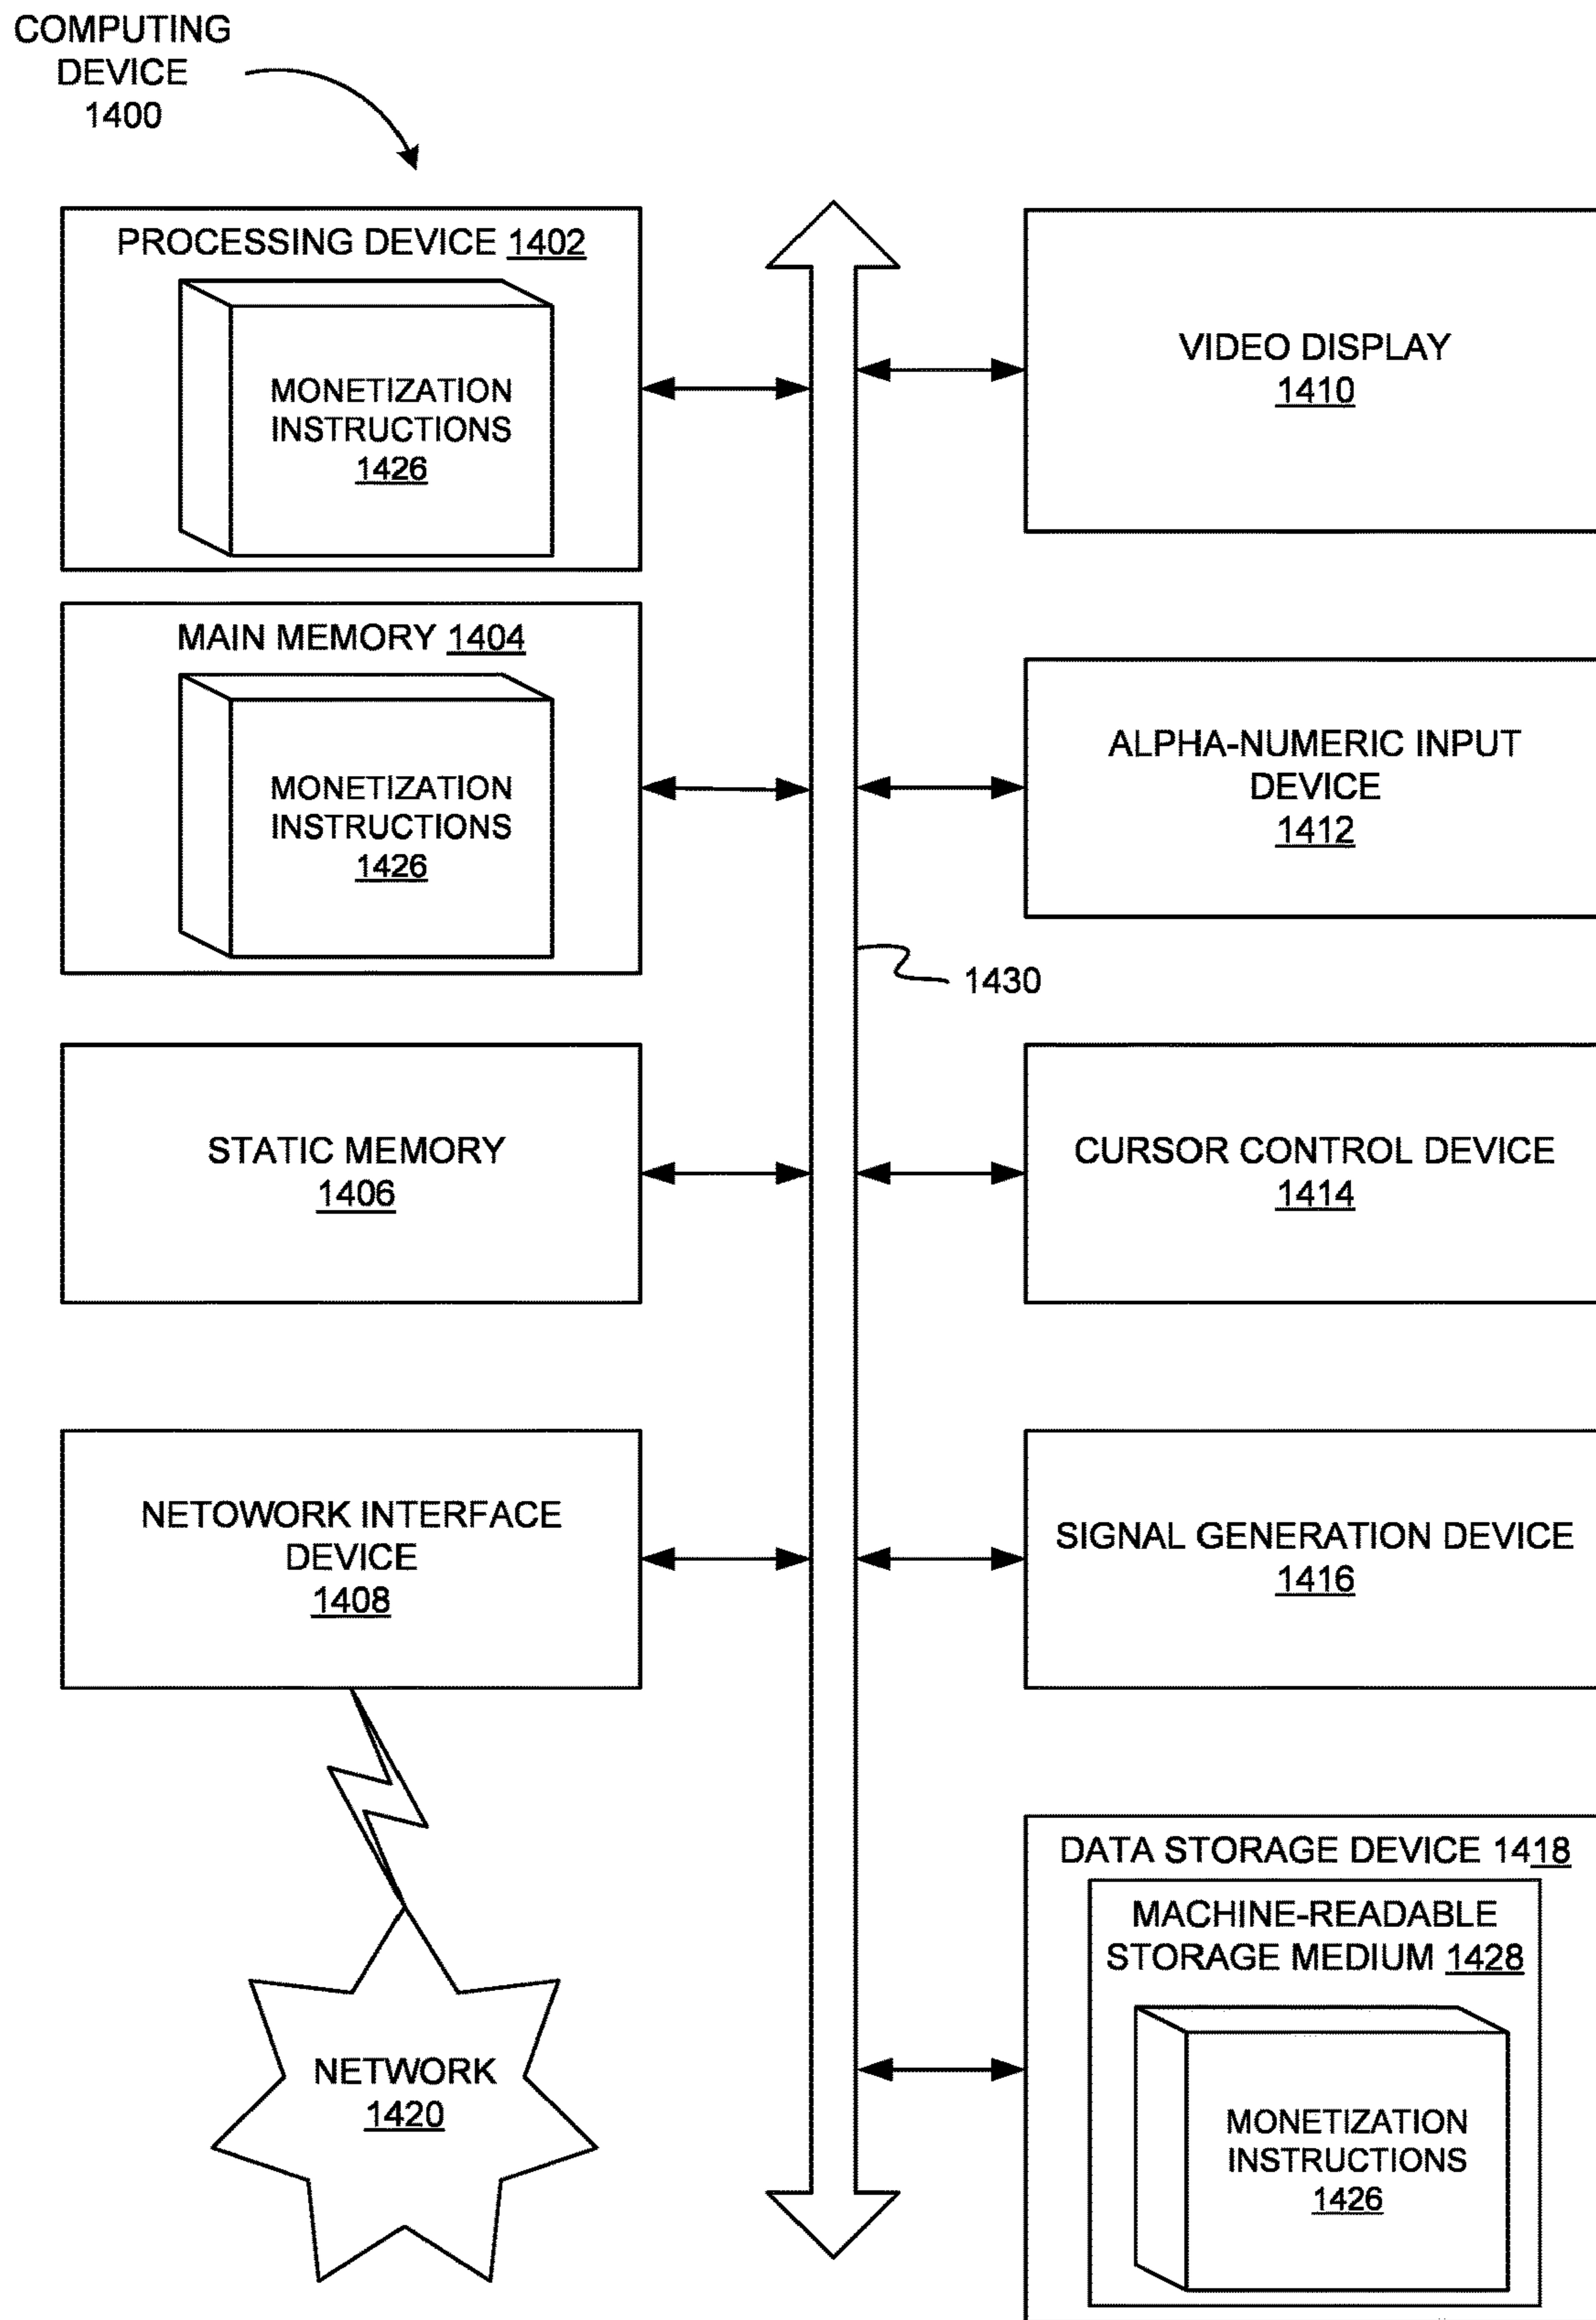 COMPUTING
DEVICE
1400
PROCESSING DEVICE 1402
MONETIZATION
INSTRUCTIONS
1426
VIDEO DISPLAY
1410
MAIN MEMORY 1404
MONETIZATION
INSTRUCTIONS
1426
ALPHA-NUMERIC INPUT
DEVICE
1412
1430
STATIC MEMORY
1406
CURSOR CONTROL DEVICE
1414
NETOWORK INTERFACE
DEVICE
1408
SIGNAL GENERATION DEVICE
1416
DATA STORAGE DEVICE 1418
MACHINE-READABLE
STORAGE MEDIUM 1428
MONETIZATION
INSTRUCTIONS
1426
NETWORK
1420